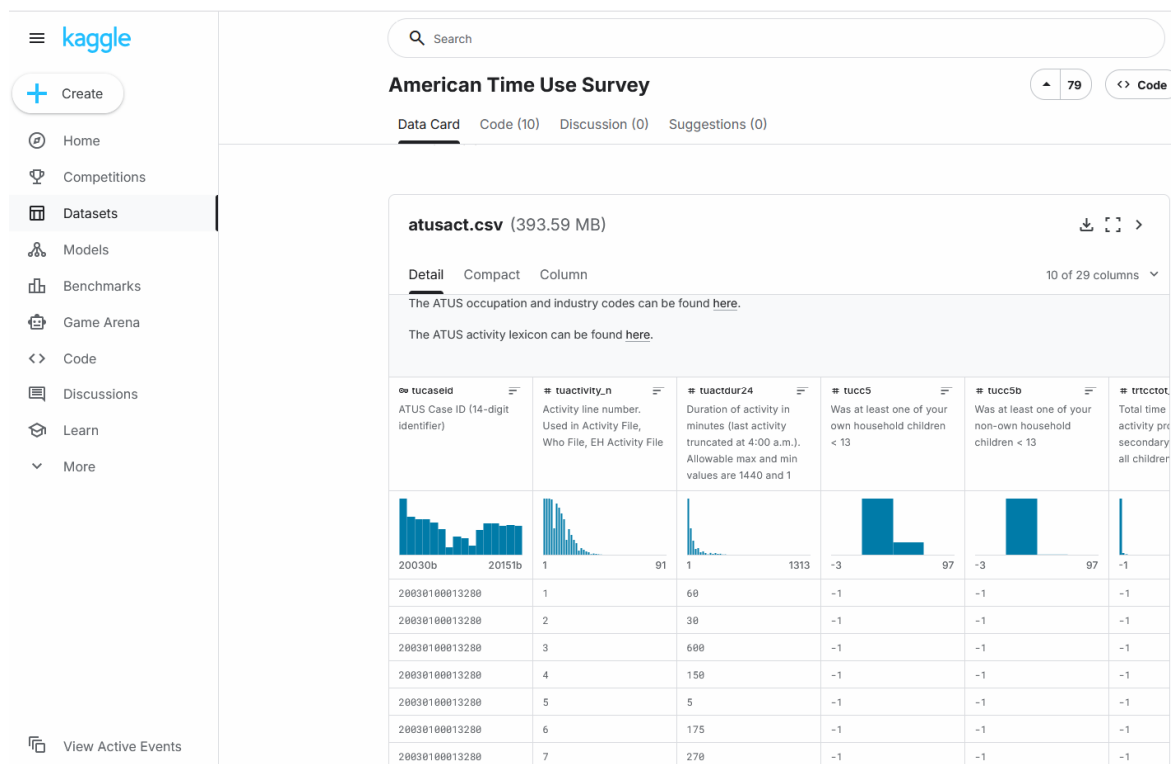 kaggle
Search
American Time Use Survey
79
Code
Create
Data Card Code (10) Discussion (0) Suggestions (0)
Home
Competitions
Datasets
Models
Benchmarks
Game Arena
Code
Discussions
Learn
More
View Active Events
atusact.csv (393.59 MB)
Detail Compact Column
10 of 29 columns
The ATUS occupation and industry codes can be found here.
The ATUS activity lexicon can be found here.
tucaseid
ATUS Case ID (14-digit
identifier)
# tuactivity_n
Activity line number.
Used in Activity File,
Who File, EH Activity File
# tuactdur24
Duration of activity in
minutes (last activity
truncated at 4:00 a.m.).
Allowable max and min
values are 1440 and 1
# tucc5
Was at least one of your
own household children
< 13
# tucc5b
Was at least one of your
non-own household
children < 13
# trtcctot_
Total time
activity pro
secondary
all children
20030b 20151b 1 91 1 1313 -3 97 -3 97 -1
20030100013280 1 60 -1 -1 -1
20030100013280 2 30 -1 -1 -1
20030100013280 3 600 -1 -1 -1
20030100013280 4 150 -1 -1 -1
20030100013280 5 5 -1 -1 -1
20030100013280 6 175 -1 -1 -1
20030100013280 7 270 -1 -1 -1